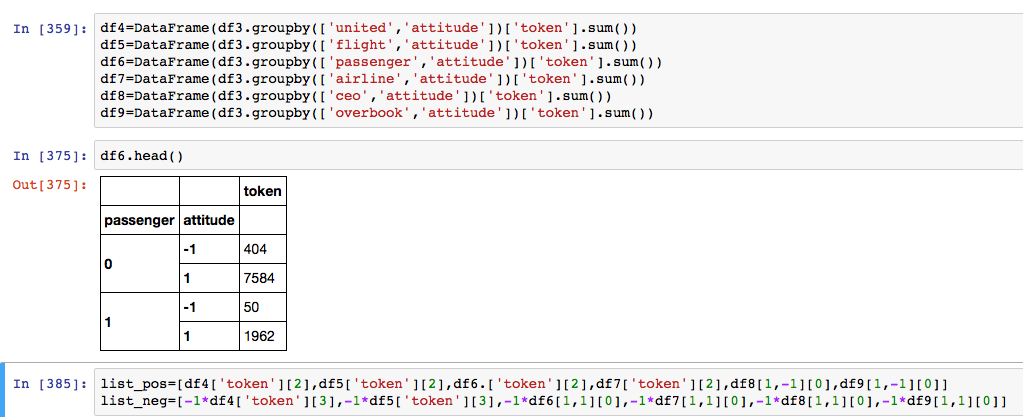 In [359]: df4=DataFrame(df3.groupby(['united','attitude'])['token'].sum())
df5=DataFrame(df3.groupby(['flight','attitude'])['token'].sum())
df6=DataFrame(df3.groupby(['passenger','attitude'])['token'].sum())
df7=DataFrame(df3.groupby(['airline','attitude'])['token'].sum())
df8=DataFrame(df3.groupby(['ceo','attitude'])['token'].sum())
df9=DataFrame(df3.groupby(['overbook','attitude'])['token'].sum())
In [375]: df6.head()
Out[375]:
token
passenger attitude
0 -1 404
1 7584
1 -1 50
1 1962
In [385]: list_pos=[df4['token'][2],df5['token'][2],df6.['token'][2],df7['token'][2],df8[1,-1][0],df9[1,-1][0]]
list_neg=[-1*df4['token'][3],-1*df5['token'][3],-1*df6[1,1][0],-1*df7[1,1][0],-1*df8[1,1][0],-1*df9[1,1][0]]